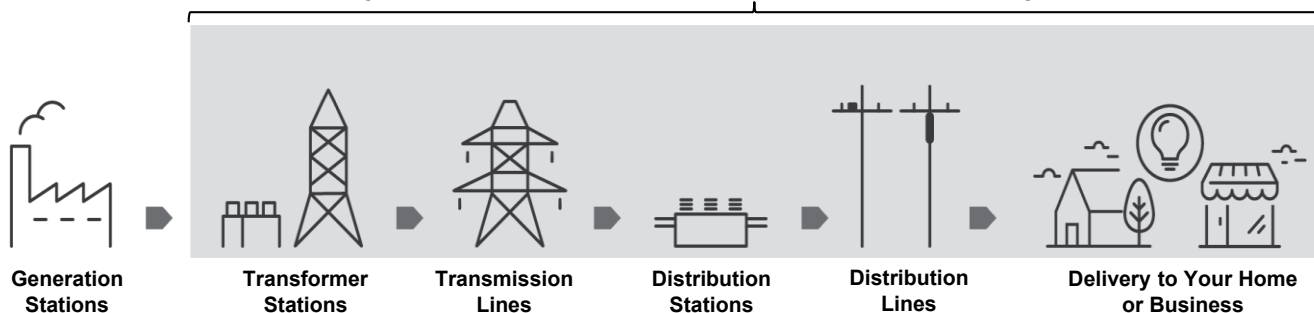 Generation
Stations
Transformer
Stations
Transmission
Lines
Distribution
Stations
Distribution
Lines
Delivery to Your Home
or Business